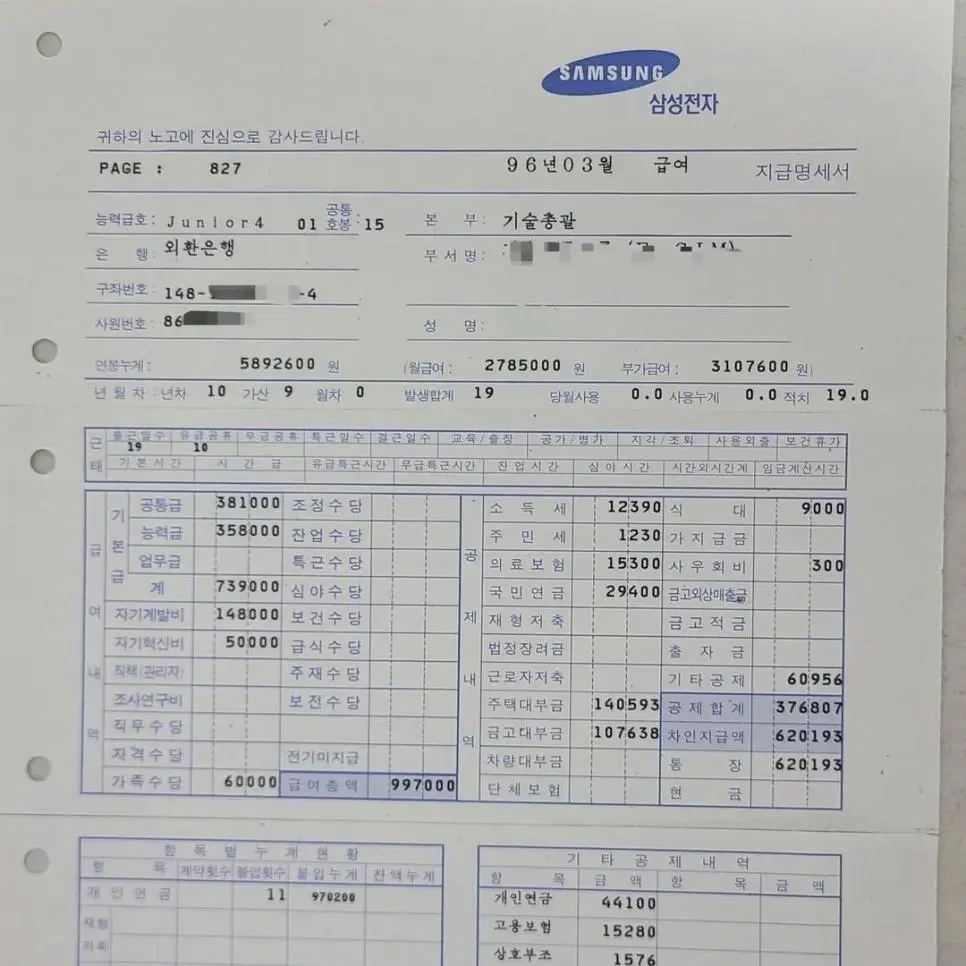 SAMSUNG
삼성전자
귀하의 노고에 진심으로 감사드립니다.
PAGE : 827 96년03월 급여 지급명세서
능력급호: Junior4 01 공통호봉: 15 본 부: 기술총괄
은 행: 외환은행 부서명:
구좌번호: 148- -4
사원번호: 86 성 명:
연봉누계: 5892600 원 (월급여: 2785000 원 부가급여: 3107600 원)
년월차: 년차 10 가산 9 월차 0 발생합계 19 당월사용 0.0 사용누계 0.0 적치 19.0
근태 출근일수 유급공휴 무급공휴 특근일수 결근일수 교육/출장 공가/병가 지각/조퇴 사용외출 보건휴가
19 10
기본시간 시간급 유급특근시간 무급특근시간 잔업시간 심야시간 시간외시간계 임금계산시간
급여내역 기본급 공제내역
공통급 381000 조정수당 소득세 12390 식대 9000
능력급 358000 잔업수당 주민세 1230 가지급금
업무급 특근수당 의료보험 15300 사우회비 300
계 739000 심야수당 국민연금 29400 금고외상매출금
자기계발비 148000 보건수당 재형저축 금고적금
자기혁신비 50000 급식수당 법정장려금 출자금
직책(관리자) 주재수당 근로자저축 기타공제 60956
조사연구비 보전수당 주택대부금 140593 공제합계 376807
직무수당 금고대부금 107638 차인지급액 620193
자격수당 전기미지급 차량대부금 통장 620193
가족수당 60000 급여총액 997000 단체보험 현금
항목별누계현황 기타공제내역
항목 계약횟수 불입횟수 불입누계 잔액누계 항목 금액 항목 금액
개인연금 11 970200 개인연금 44100
재형저축 고용보험 15280
상호부조 1576